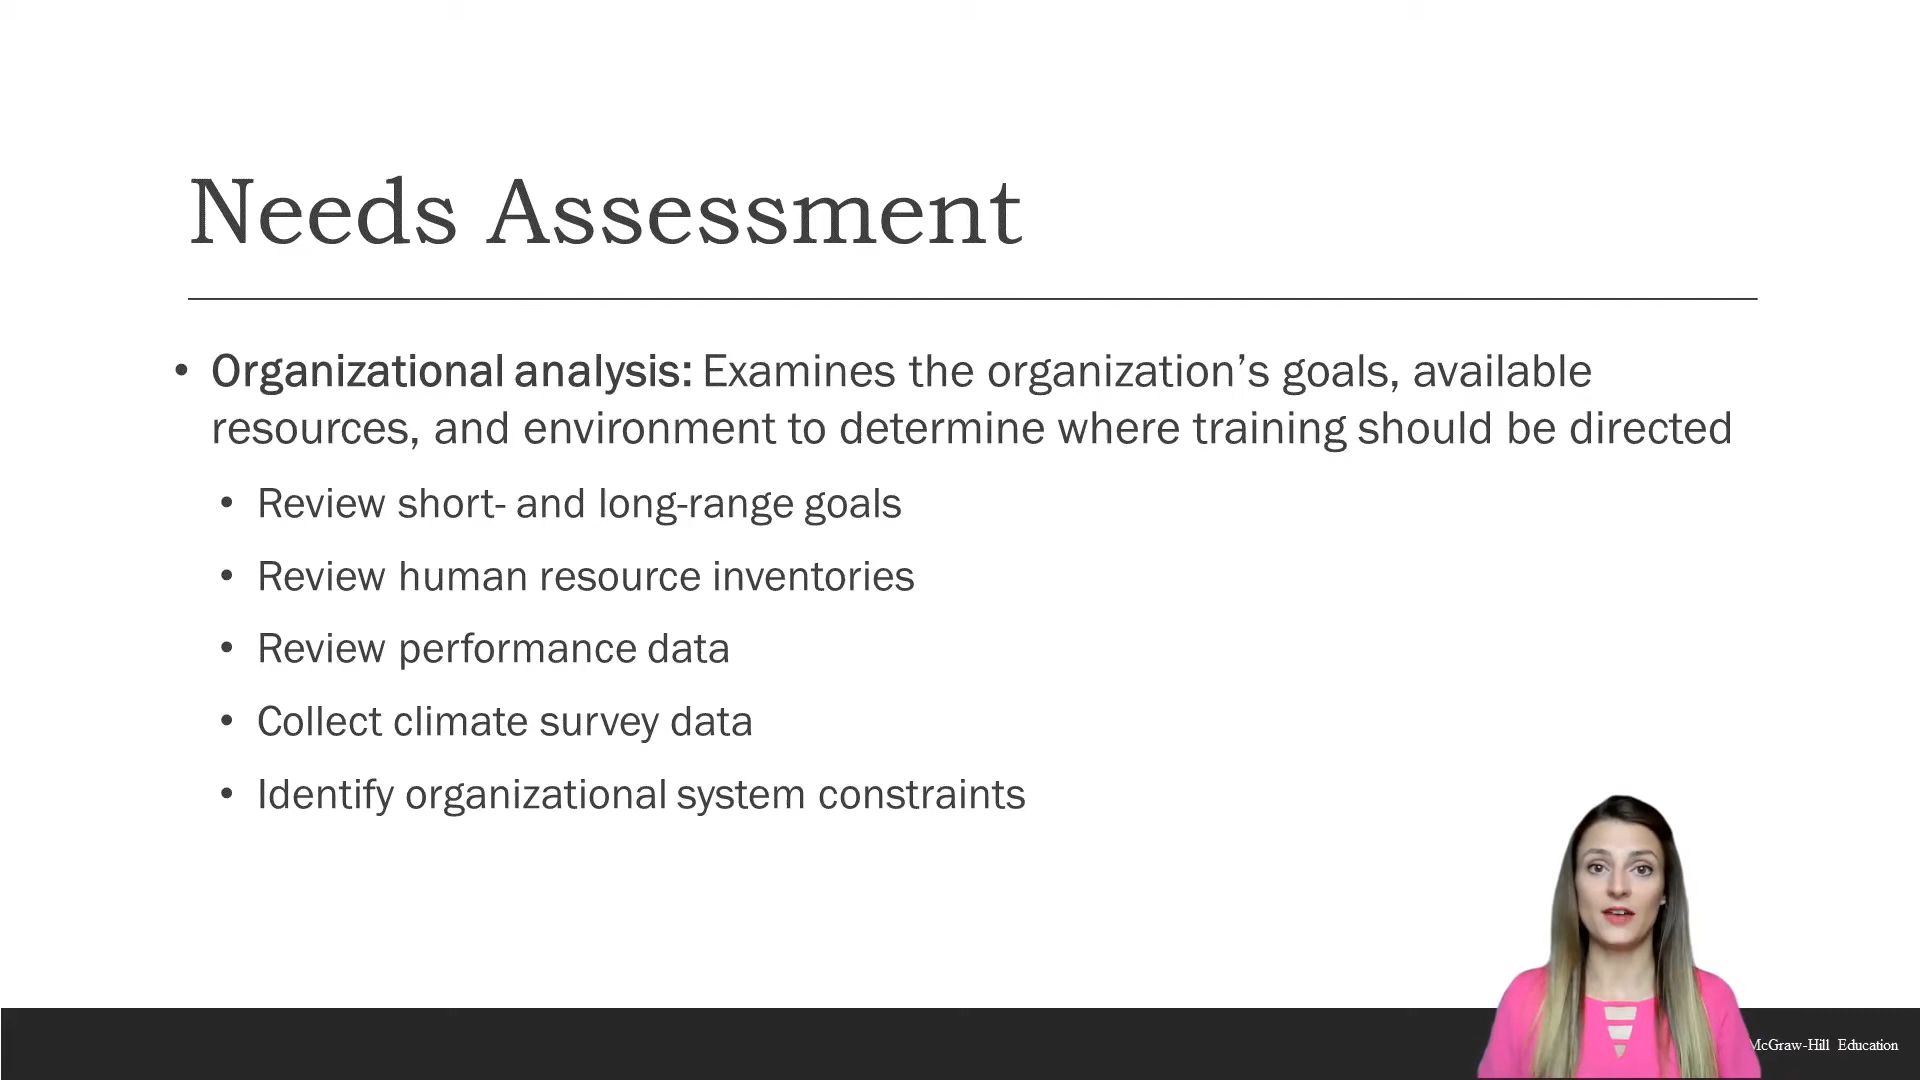 Needs Assessment
• Organizational analysis: Examines the organization’s goals, available
resources, and environment to determine where training should be directed
• Review short- and long-range goals
• Review human resource inventories
• Review performance data
• Collect climate survey data
• Identify organizational system constraints
McGraw-Hill Education